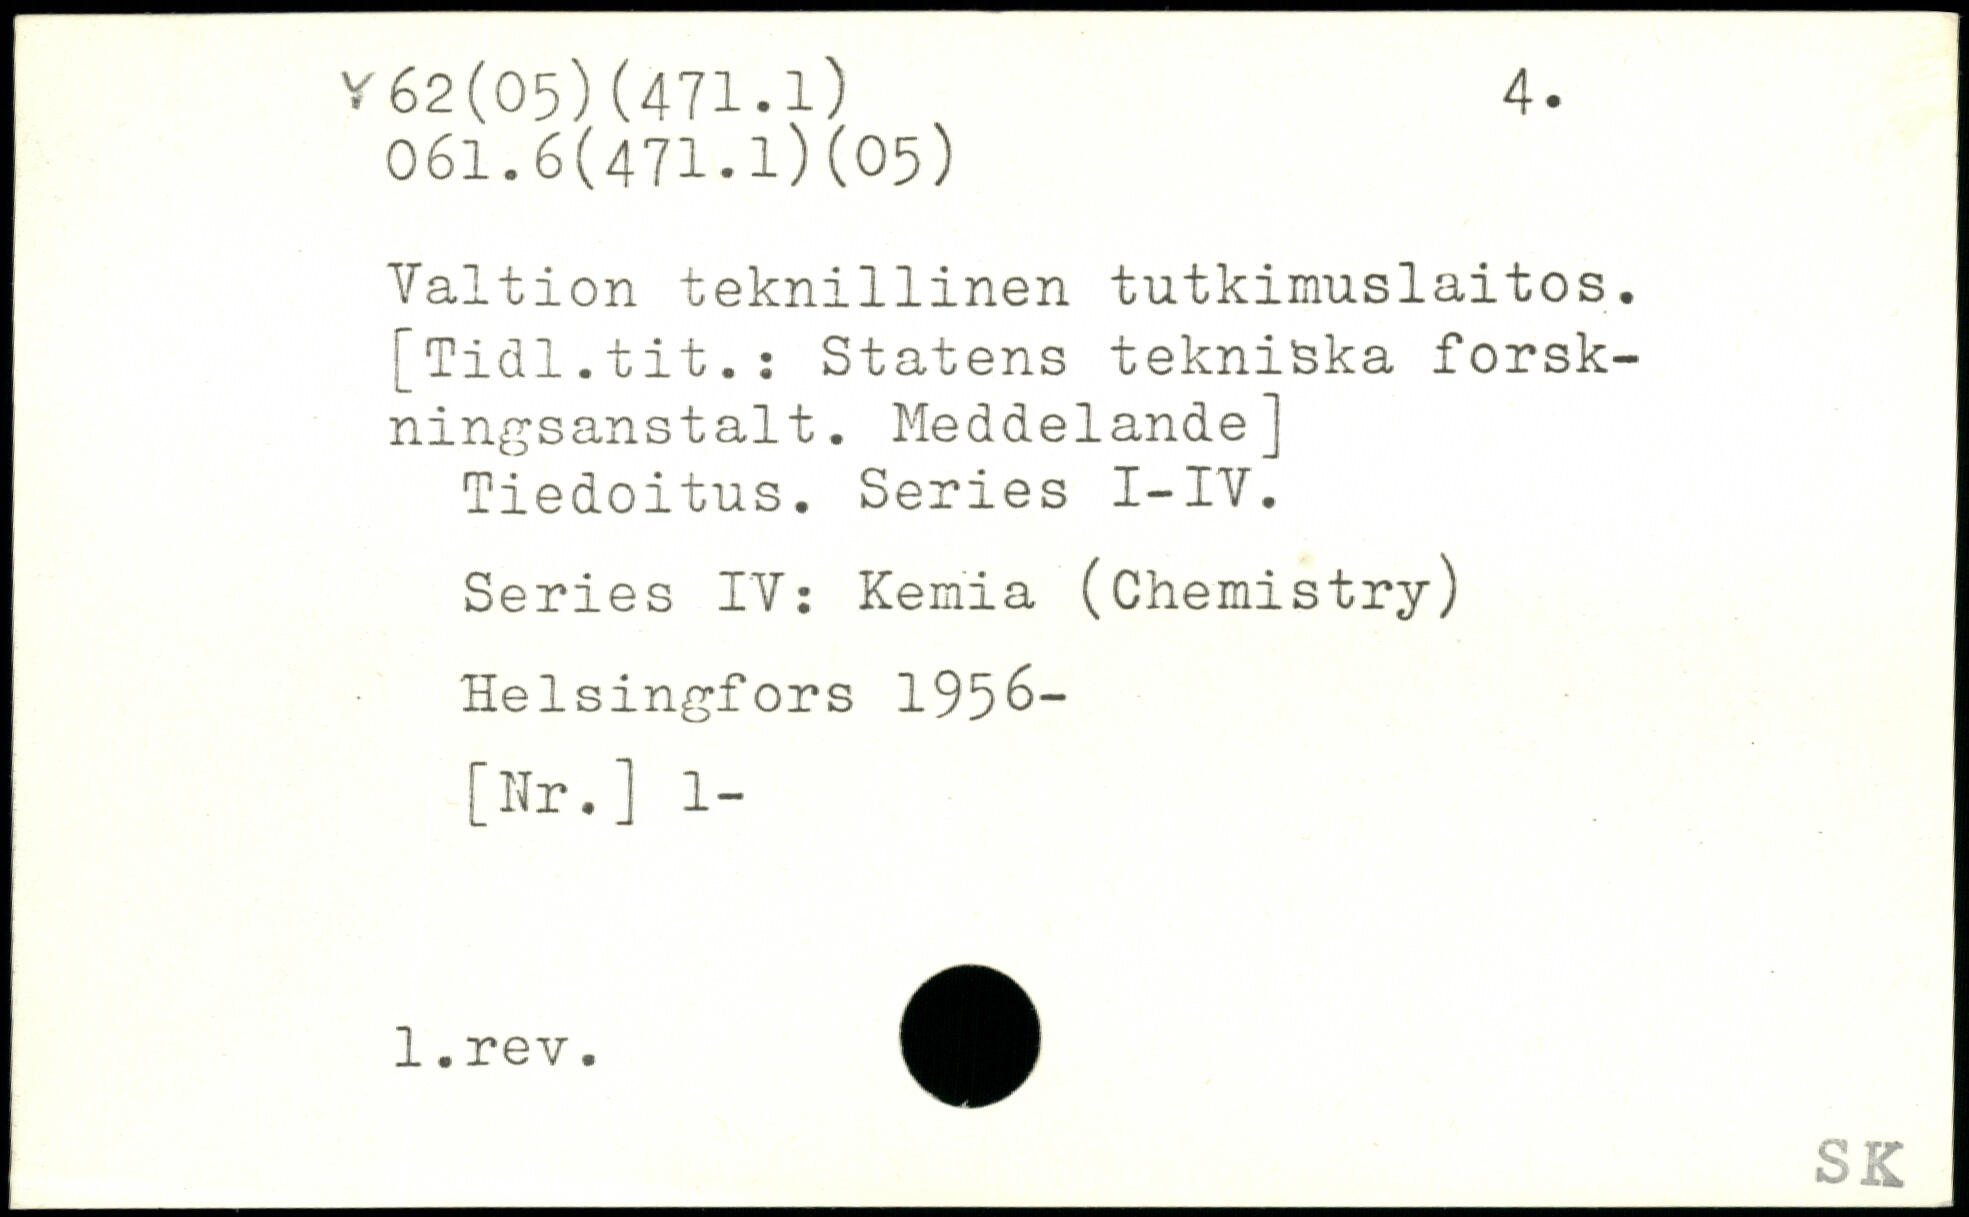 Y 62(05)(471.1) 4.
061.6(471.1)(05)
Valtion teknillinen tutkimuslaitos.
[Tidl.tit.: Statens tekniska forsk-
ningsanstalt. Meddelande]
Tiedoitus. Series I-IV.
Series IV: Kemia (Chemistry)
Helsingfors 1956-
[Nr.] 1-
1.rev.
SK